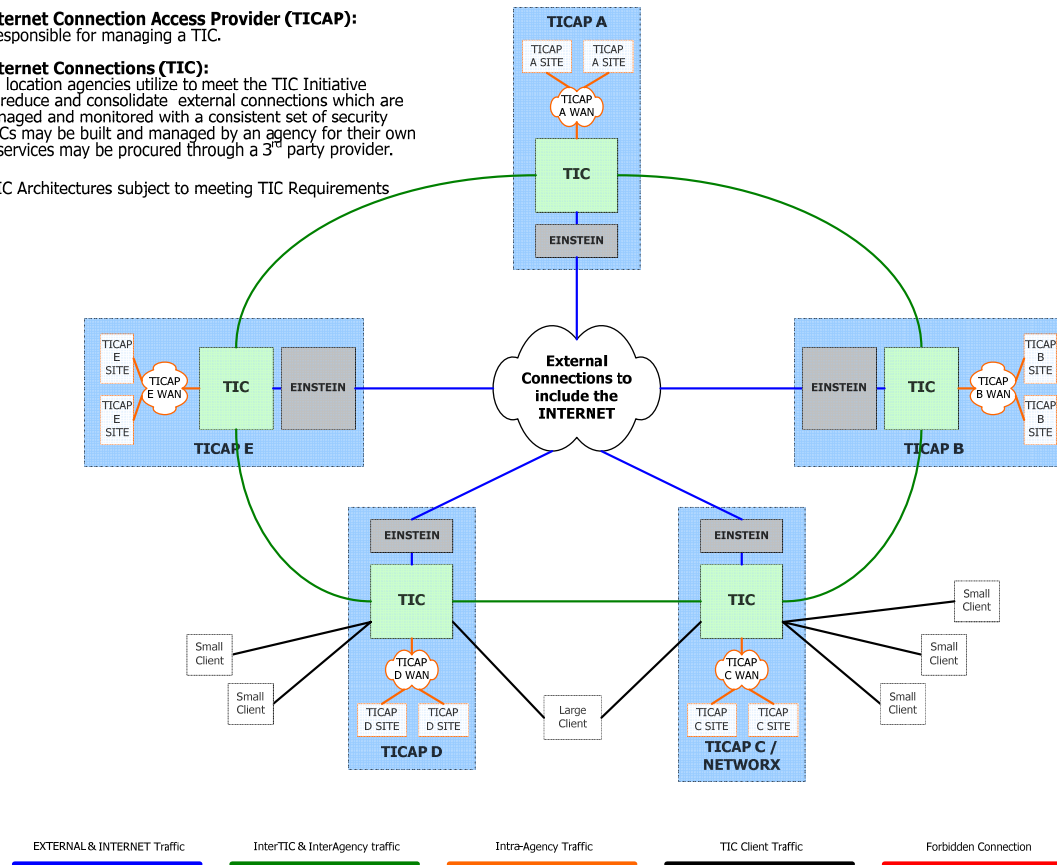 ternet Connection Access Provider (TICAP):
esponsible for managing a TIC.
ternet Connections (TIC):
location agencies utilize to meet the TIC Initiative
reduce and consolidate external connections which are
naged and monitored with a consistent set of security
Cs may be built and managed by an agency for their own
services may be procured through a 3rd party provider.
IC Architectures subject to meeting TIC Requirements
TICAP A
TICAP
A SITE
TICAP
A SITE
TICAP
A WAN
TIC
EINSTEIN
External
Connections to
include the
INTERNET
TICAP
E
SITE
TICAP
E
SITE
TICAP
E WAN
TIC
EINSTEIN
TICAP E
EINSTEIN
TIC
TICAP
B WAN
TICAP
B
SITE
TICAP
B
SITE
TICAP B
EINSTEIN
TIC
TICAP
D WAN
TICAP
D SITE
TICAP
D SITE
TICAP D
EINSTEIN
TIC
TICAP
C WAN
TICAP
C SITE
TICAP
C SITE
TICAP C /
NETWORX
Small
Client
Small
Client
Large
Client
Small
Client
Small
Client
Small
Client
EXTERNAL & INTERNET Traffic
InterTIC & InterAgency traffic
Intra-Agency Traffic
TIC Client Traffic
Forbidden Connection